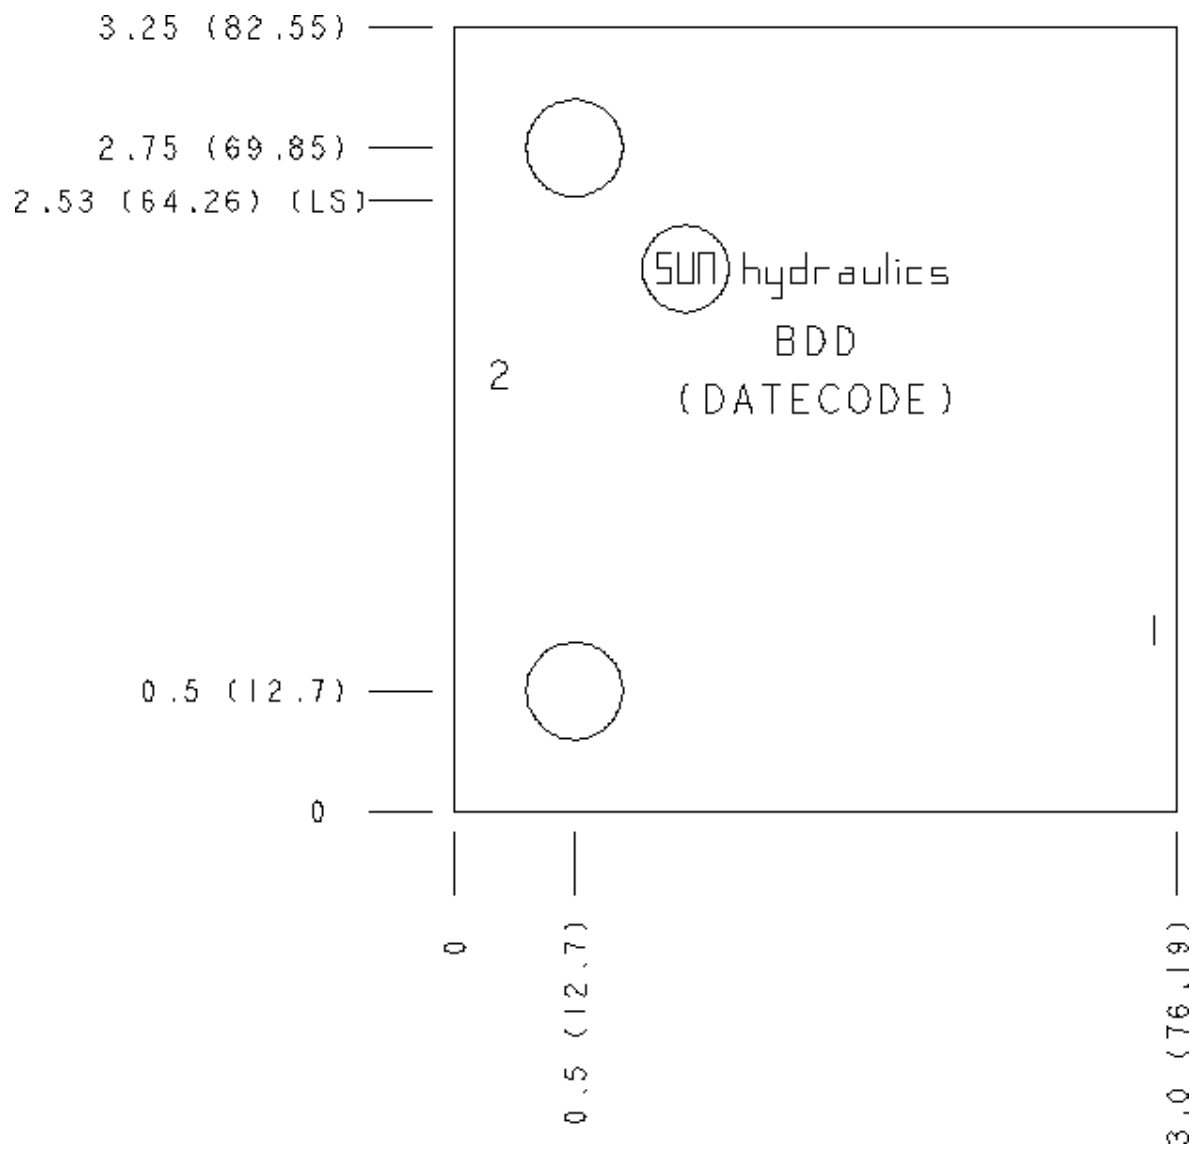 3.25 (82.55)
2.75 (69.85)
2.53 (64.26) (LS)
SUN hydraulics
BDD
2
(DATECODE)
1
0.5 (12.7)
0
0
0.5 (12.7)
3.0 (76.19)